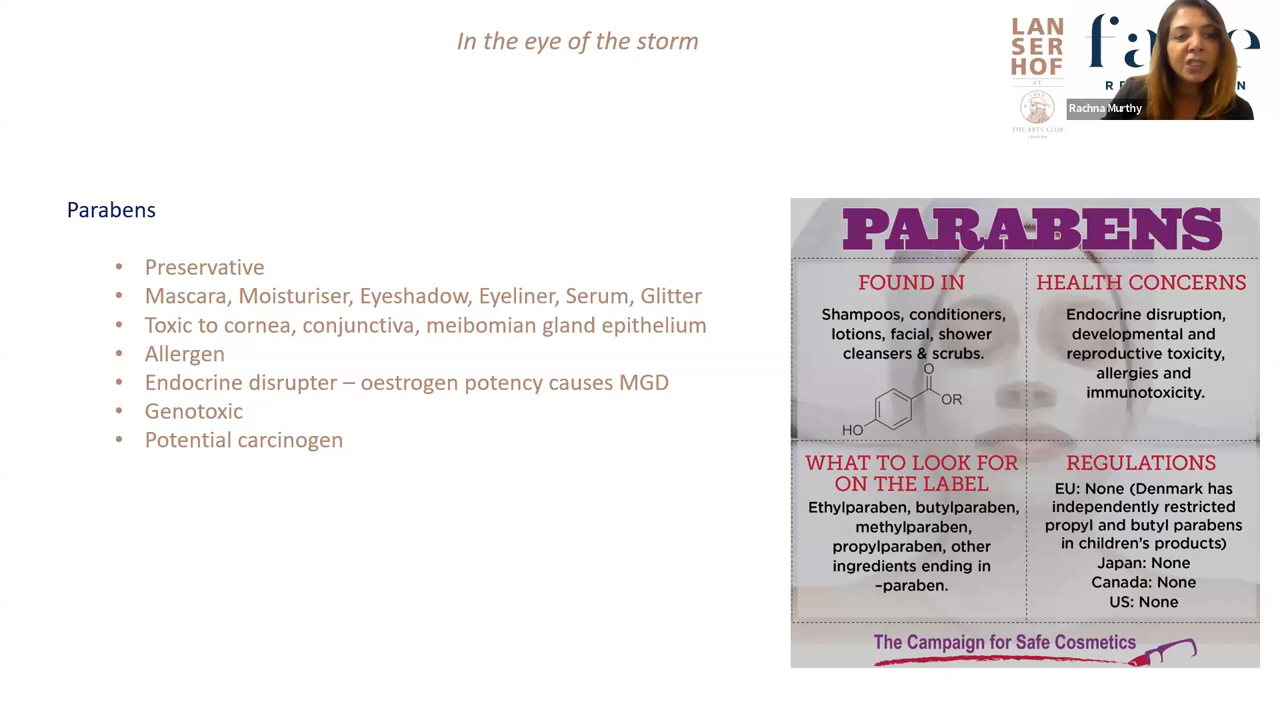 In the eye of the storm
LAN
SER
HOF
AT
THE ARTS CLUB
LONDON
Rachna Murthy
Parabens
• Preservative
• Mascara, Moisturiser, Eyeshadow, Eyeliner, Serum, Glitter
• Toxic to cornea, conjunctiva, meibomian gland epithelium
• Allergen
• Endocrine disrupter – oestrogen potency causes MGD
• Genotoxic
• Potential carcinogen
PARABENS
FOUND IN
Shampoos, conditioners,
lotions, facial, shower
cleansers & scrubs.
O
OR
HO
HEALTH CONCERNS
Endocrine disruption,
developmental and
reproductive toxicity,
allergies and
immunotoxicity.
WHAT TO LOOK FOR
ON THE LABEL
Ethylparaben, butylparaben,
methylparaben,
propylparaben, other
ingredients ending in
–paraben.
REGULATIONS
EU: None (Denmark has
independently restricted
propyl and butyl parabens
in children's products)
Japan: None
Canada: None
US: None
The Campaign for Safe Cosmetics